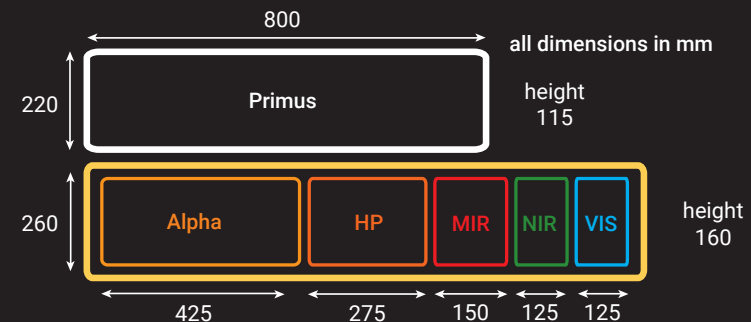 800
all dimensions in mm
220
Primus
height
115
260
Alpha
HP
MIR
NIR
VIS
height
160
425
275
150
125
125